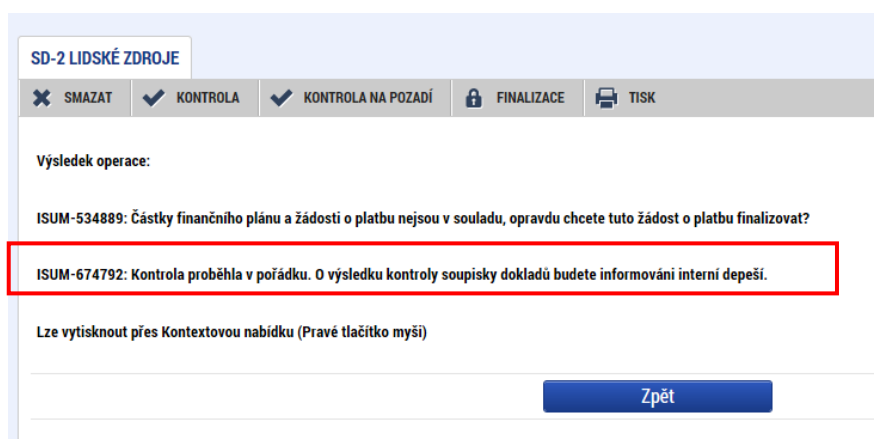 SD-2 LIDSKÉ ZDROJE
SMAZAT KONTROLA KONTROLA NA POZADÍ FINALIZACE TISK
Výsledek operace:
ISUM-534889: Částky finančního plánu a žádosti o platbu nejsou v souladu, opravdu chcete tuto žádost o platbu finalizovat?
ISUM-674792: Kontrola proběhla v pořádku. O výsledku kontroly soupisky dokladů budete informováni interní depeší.
Lze vytisknout přes Kontextovou nabídku (Pravé tlačítko myši)
Zpět